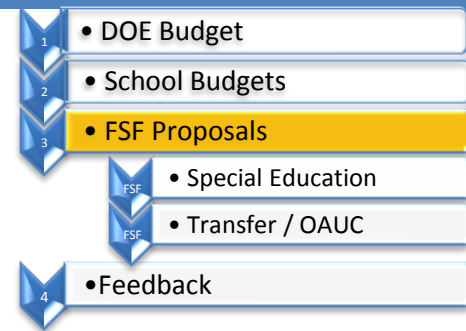 1 • DOE Budget
2 • School Budgets
3 • FSF Proposals
FSF • Special Education
FSF • Transfer / OAUC
4 •Feedback